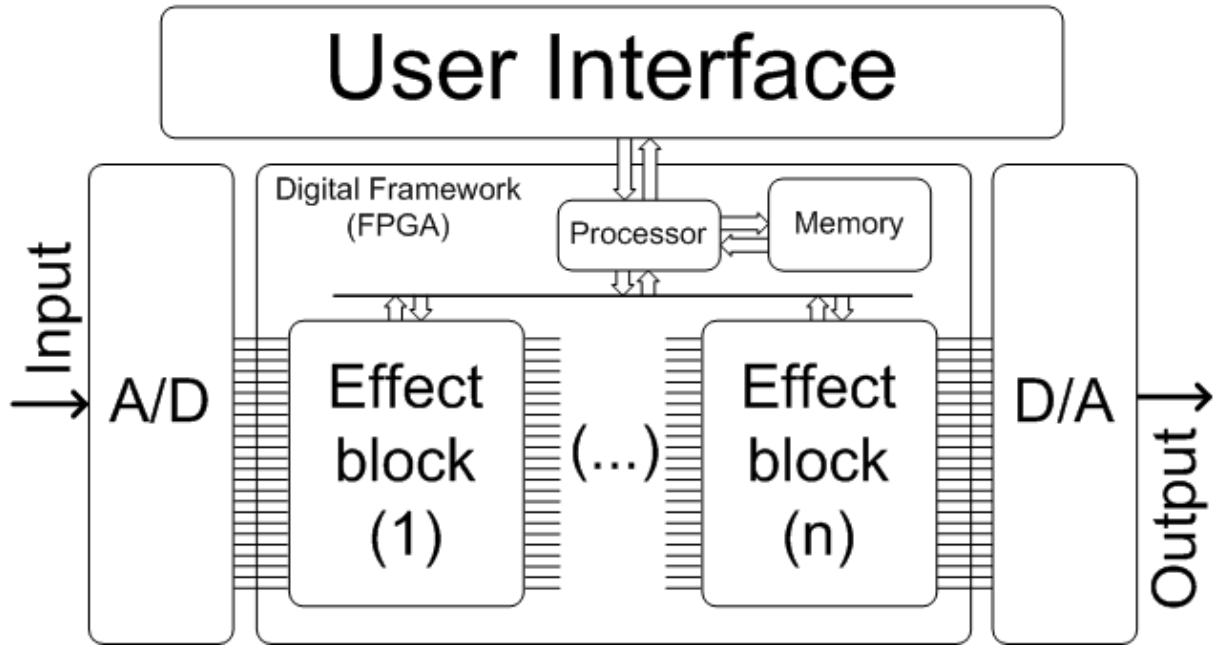 User Interface
Digital Framework
(FPGA)
Processor
Memory
Input
A/D
Effect
block
(1)
(...)
Effect
block
(n)
D/A
Output